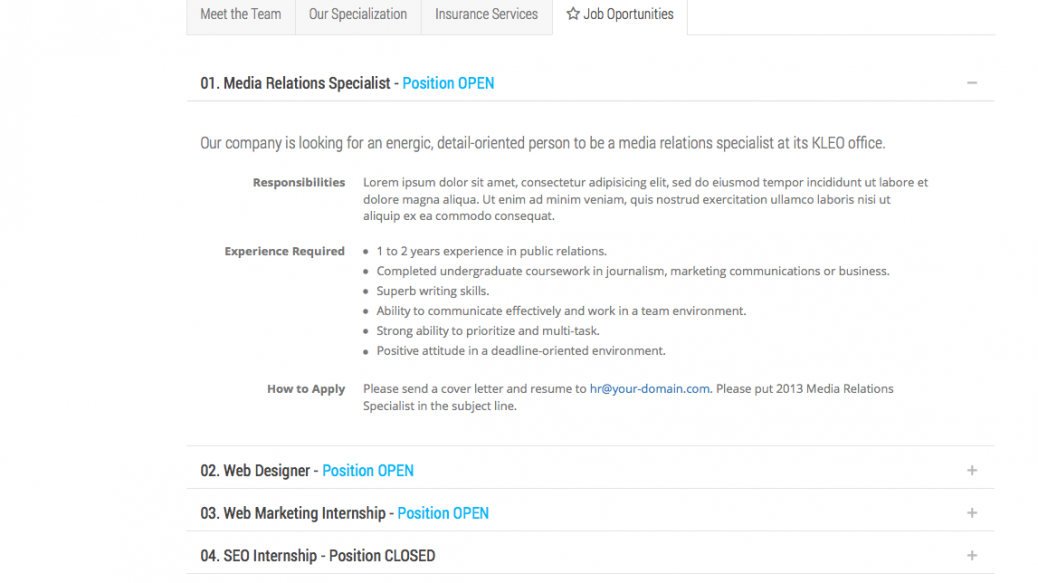 Meet the Team Our Specialization Insurance Services Job Oportunities
01. Media Relations Specialist - Position OPEN
Our company is looking for an energic, detail-oriented person to be a media relations specialist at its KLEO office.
Responsibilities Lorem ipsum dolor sit amet, consectetur adipisicing elit, sed do eiusmod tempor incididunt ut labore et
dolore magna aliqua. Ut enim ad minim veniam, quis nostrud exercitation ullamco laboris nisi ut
aliquip ex ea commodo consequat.
Experience Required • 1 to 2 years experience in public relations.
• Completed undergraduate coursework in journalism, marketing communications or business.
• Superb writing skills.
• Ability to communicate effectively and work in a team environment.
• Strong ability to prioritize and multi-task.
• Positive attitude in a deadline-oriented environment.
How to Apply Please send a cover letter and resume to hr@your-domain.com. Please put 2013 Media Relations
Specialist in the subject line.
02. Web Designer - Position OPEN
03. Web Marketing Internship - Position OPEN
04. SEO Internship - Position CLOSED